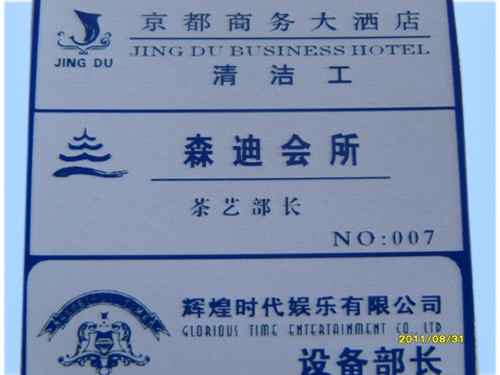 京都商务大酒店
JING DU BUSINESS HOTEL
JING DU
清洁工
森迪会所
茶艺部长
NO:007
辉煌时代娱乐有限公司
GLORIOUS TIME ENTERTAINMENT CO., LTD
设备部长
2011/08/31